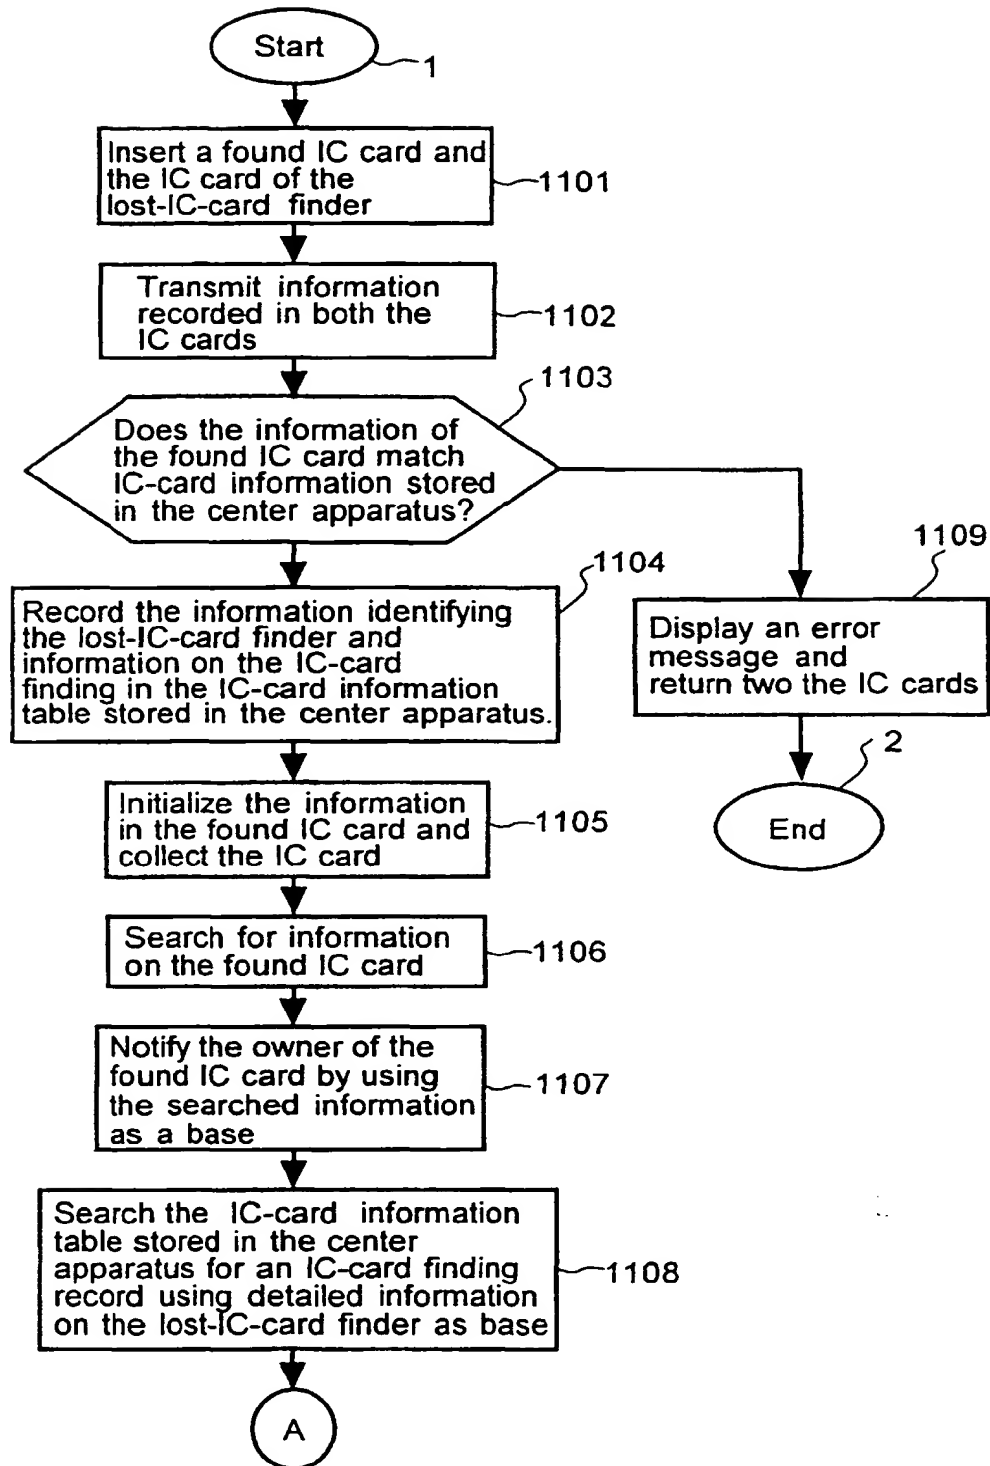 Start
1
Insert a found IC card and
the IC card of the
lost-IC-card finder
1101
Transmit information
recorded in both the
IC cards
1102
1103
Does the information of
the found IC card match
IC-card information stored
in the center apparatus?
1104
Record the information identifying
the lost-IC-card finder and
information on the IC-card
finding in the IC-card information
table stored in the center apparatus.
1109
Display an error
message and
return two the IC cards
2
End
Initialize the information
in the found IC card and
collect the IC card
1105
Search for information
on the found IC card
1106
Notify the owner of the
found IC card by using
the searched information
as a base
1107
Search the IC-card information
table stored in the center
apparatus for an IC-card finding
record using detailed information
on the lost-IC-card finder as base
1108
A